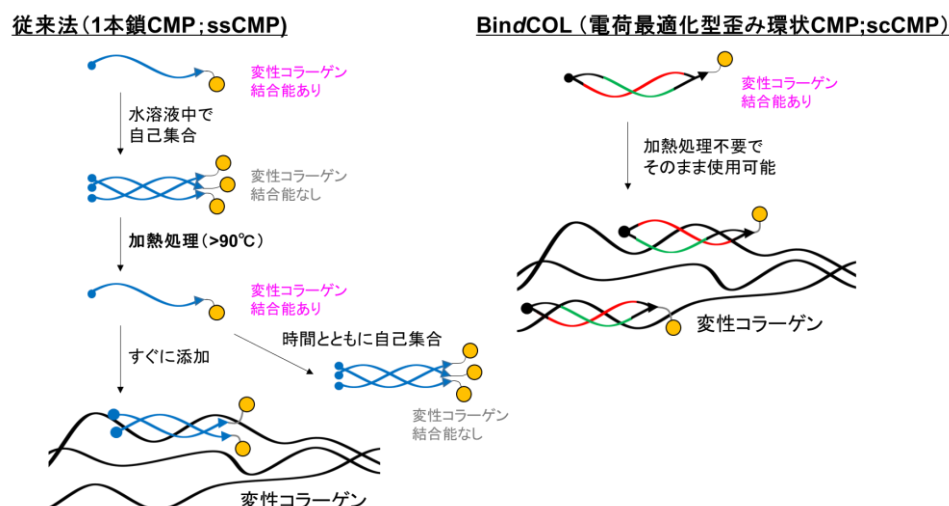 従来法(1本鎖CMP;ssCMP)
変性コラーゲン
結合能あり
水溶液中で
自己集合
変性コラーゲン
結合能なし
加熱処理(>90℃)
変性コラーゲン
結合能あり
すぐに添加
時間とともに自己集合
変性コラーゲン
結合能なし
変性コラーゲン
BindCOL(電荷最適化型歪み環状CMP;scCMP)
変性コラーゲン
結合能あり
加熱処理不要で
そのまま使用可能
変性コラーゲン